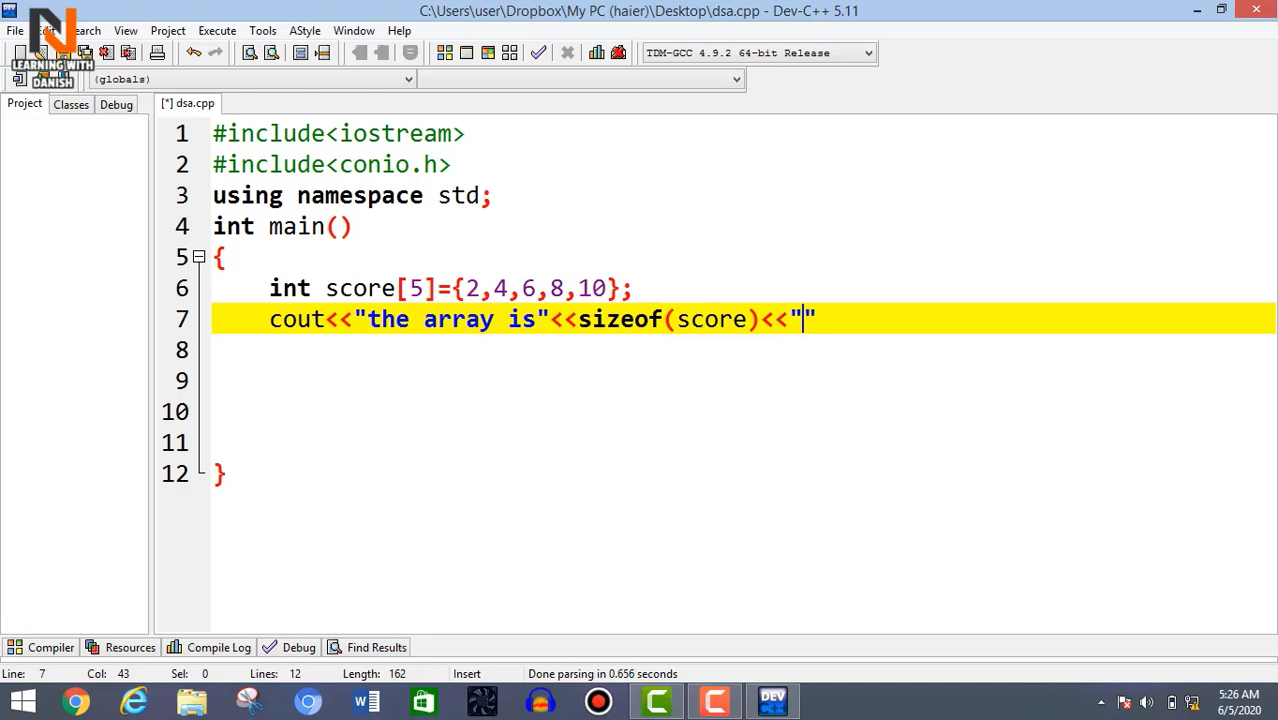 C:\Users\user\Dropbox\My PC (haier)\Desktop\dsa.cpp - Dev-C++ 5.11
File Search View Project Execute Tools AStyle Window Help
TDM-GCC 4.9.2 64-bit Release
LEARNING WITH
DANISH
(globals)
Project Classes Debug [*] dsa.cpp
1 #include<iostream>
2 #include<conio.h>
3 using namespace std;
4 int main()
5 {
6 int score[5]={2,4,6,8,10};
7 cout<<"the array is"<<sizeof(score)<<""
8
9
10
11
12 }
Compiler Resources Compile Log Debug Find Results
Line: 7 Col: 43 Sel: 0 Lines: 12 Length: 162 Insert Done parsing in 0.656 seconds
DEV C++
5:26 AM
6/5/2020